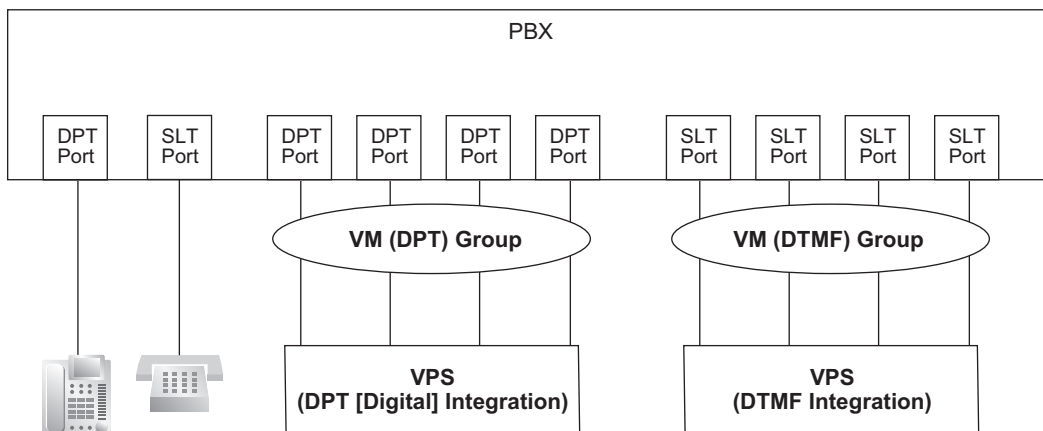 PBX
DPT
Port
SLT
Port
DPT
Port
DPT
Port
DPT
Port
DPT
Port
SLT
Port
SLT
Port
SLT
Port
SLT
Port
VM (DPT) Group
VM (DTMF) Group
VPS
(DPT [Digital] Integration)
VPS
(DTMF Integration)